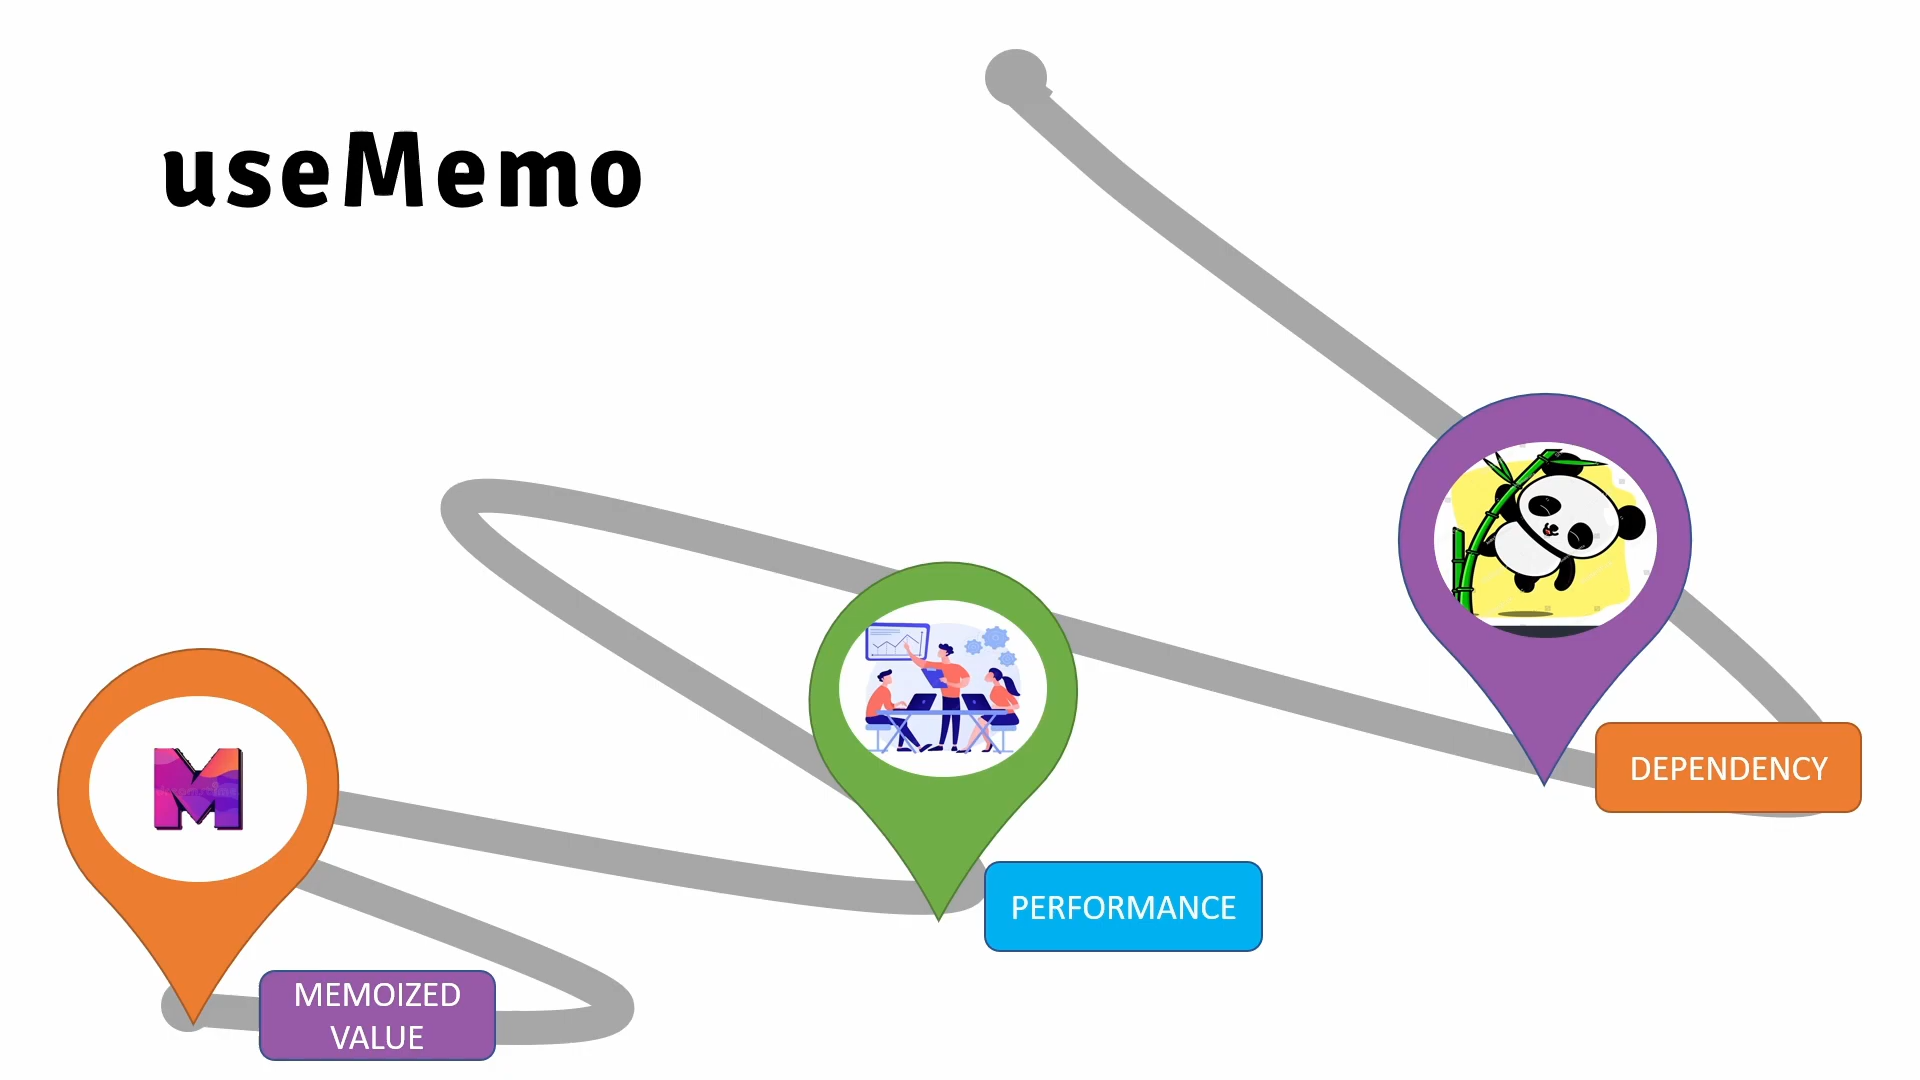 useMemo
M
MEMOIZED
VALUE
PERFORMANCE
DEPENDENCY